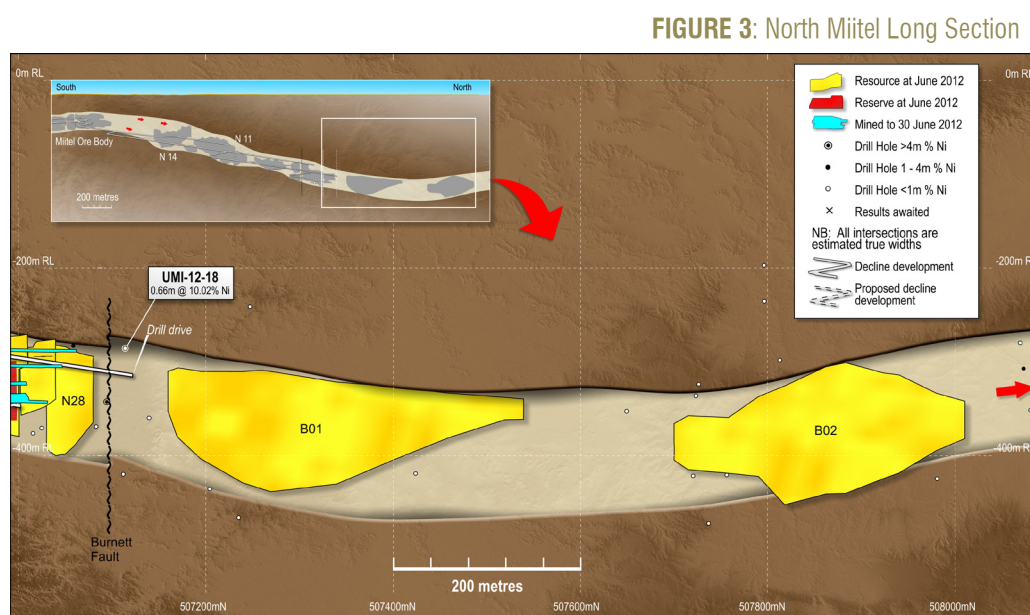 FIGURE 3: North Miitel Long Section
0m RL
South
North
Miitel Ore Body
N 14
N 11
200 metres
Resource at June 2012
Reserve at June 2012
Mined to 30 June 2012
Drill Hole >4m % Ni
Drill Hole 1 - 4m % Ni
Drill Hole <1m % Ni
Results awaited
NB: All intersections are
estimated true widths
Decline development
Proposed decline
development
-200m RL
-200m RL
UMI-12-18
0.66m @ 10.02% Ni
Drill drive
N28
B01
B02
-400m RL
-400m RL
Burnett
Fault
200 metres
507200mN
507400mN
507600mN
507800mN
508000mN